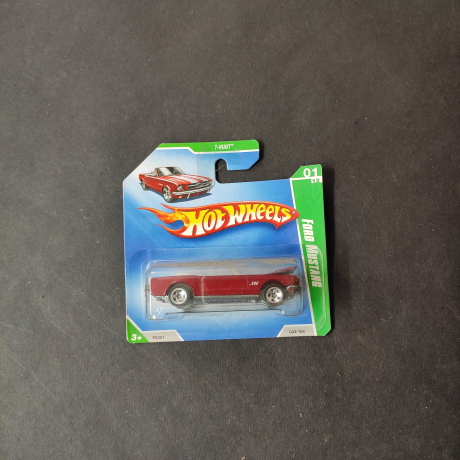 T-HUNT
01
HOT WHEELS
FORD MUSTANG
3+